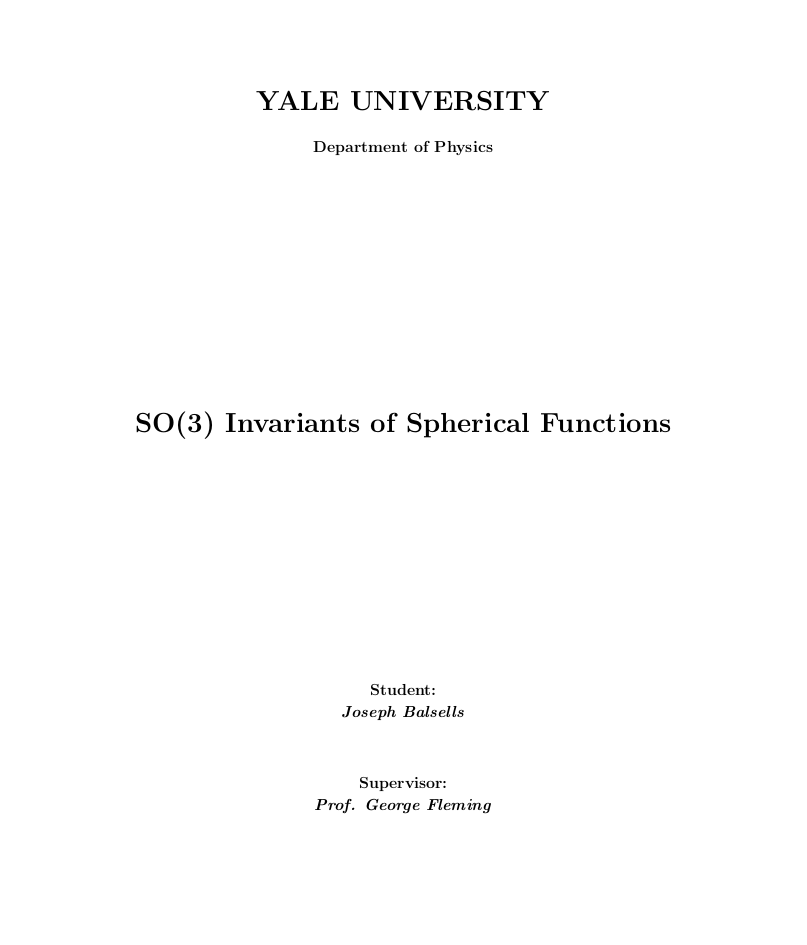 YALE UNIVERSITY
Department of Physics
SO(3) Invariants of Spherical Functions
Student:
Joseph Balsells
Supervisor:
Prof. George Fleming